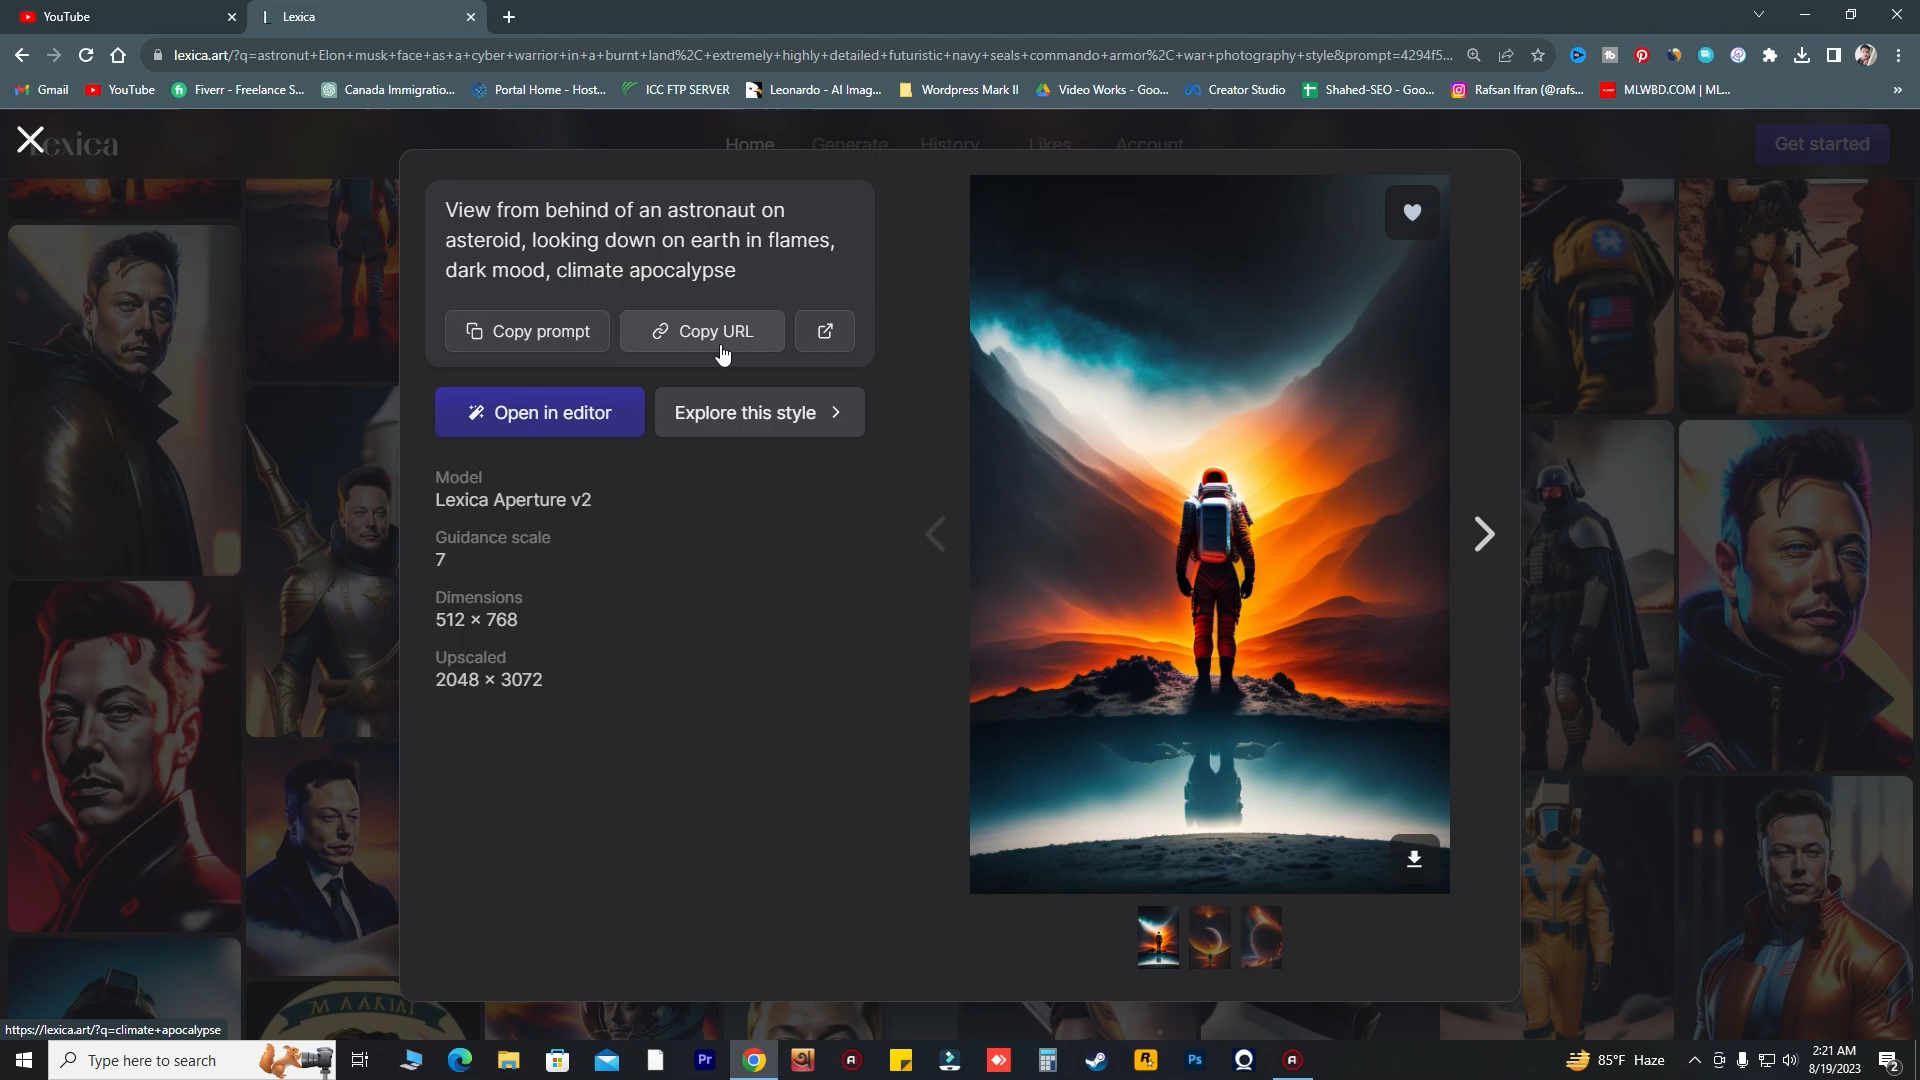 YouTube
Lexica
lexica.art/?q=astronut+Elon+musk+face+as+a+cyber+warrior+in+a+burnt+land%2C+extremely+highly+detailed+futuristic+navy+seals+commando+armor%2C+war+photography+style&prompt=4294f5...
Gmail
YouTube
Fiverr - Freelance S...
Canada Immigratio...
Portal Home - Host...
ICC FTP SERVER
Leonardo - AI Imag...
Wordpress Mark II
Video Works - Goo...
Creator Studio
Shahed-SEO - Goo...
Rafsan Ifran (@rafs...
MLWBD.COM | ML...
Lexica
Home
Generate
History
Likes
Account
Get started
View from behind of an astronaut on
asteroid, looking down on earth in flames,
dark mood, climate apocalypse
Copy prompt
Copy URL
Open in editor
Explore this style
Model
Lexica Aperture v2
Guidance scale
7
Dimensions
512 × 768
Upscaled
2048 × 3072
https://lexica.art/?q=climate+apocalypse
Type here to search
Pr
Ps
85°F Haze
2:21 AM
8/19/2023
2